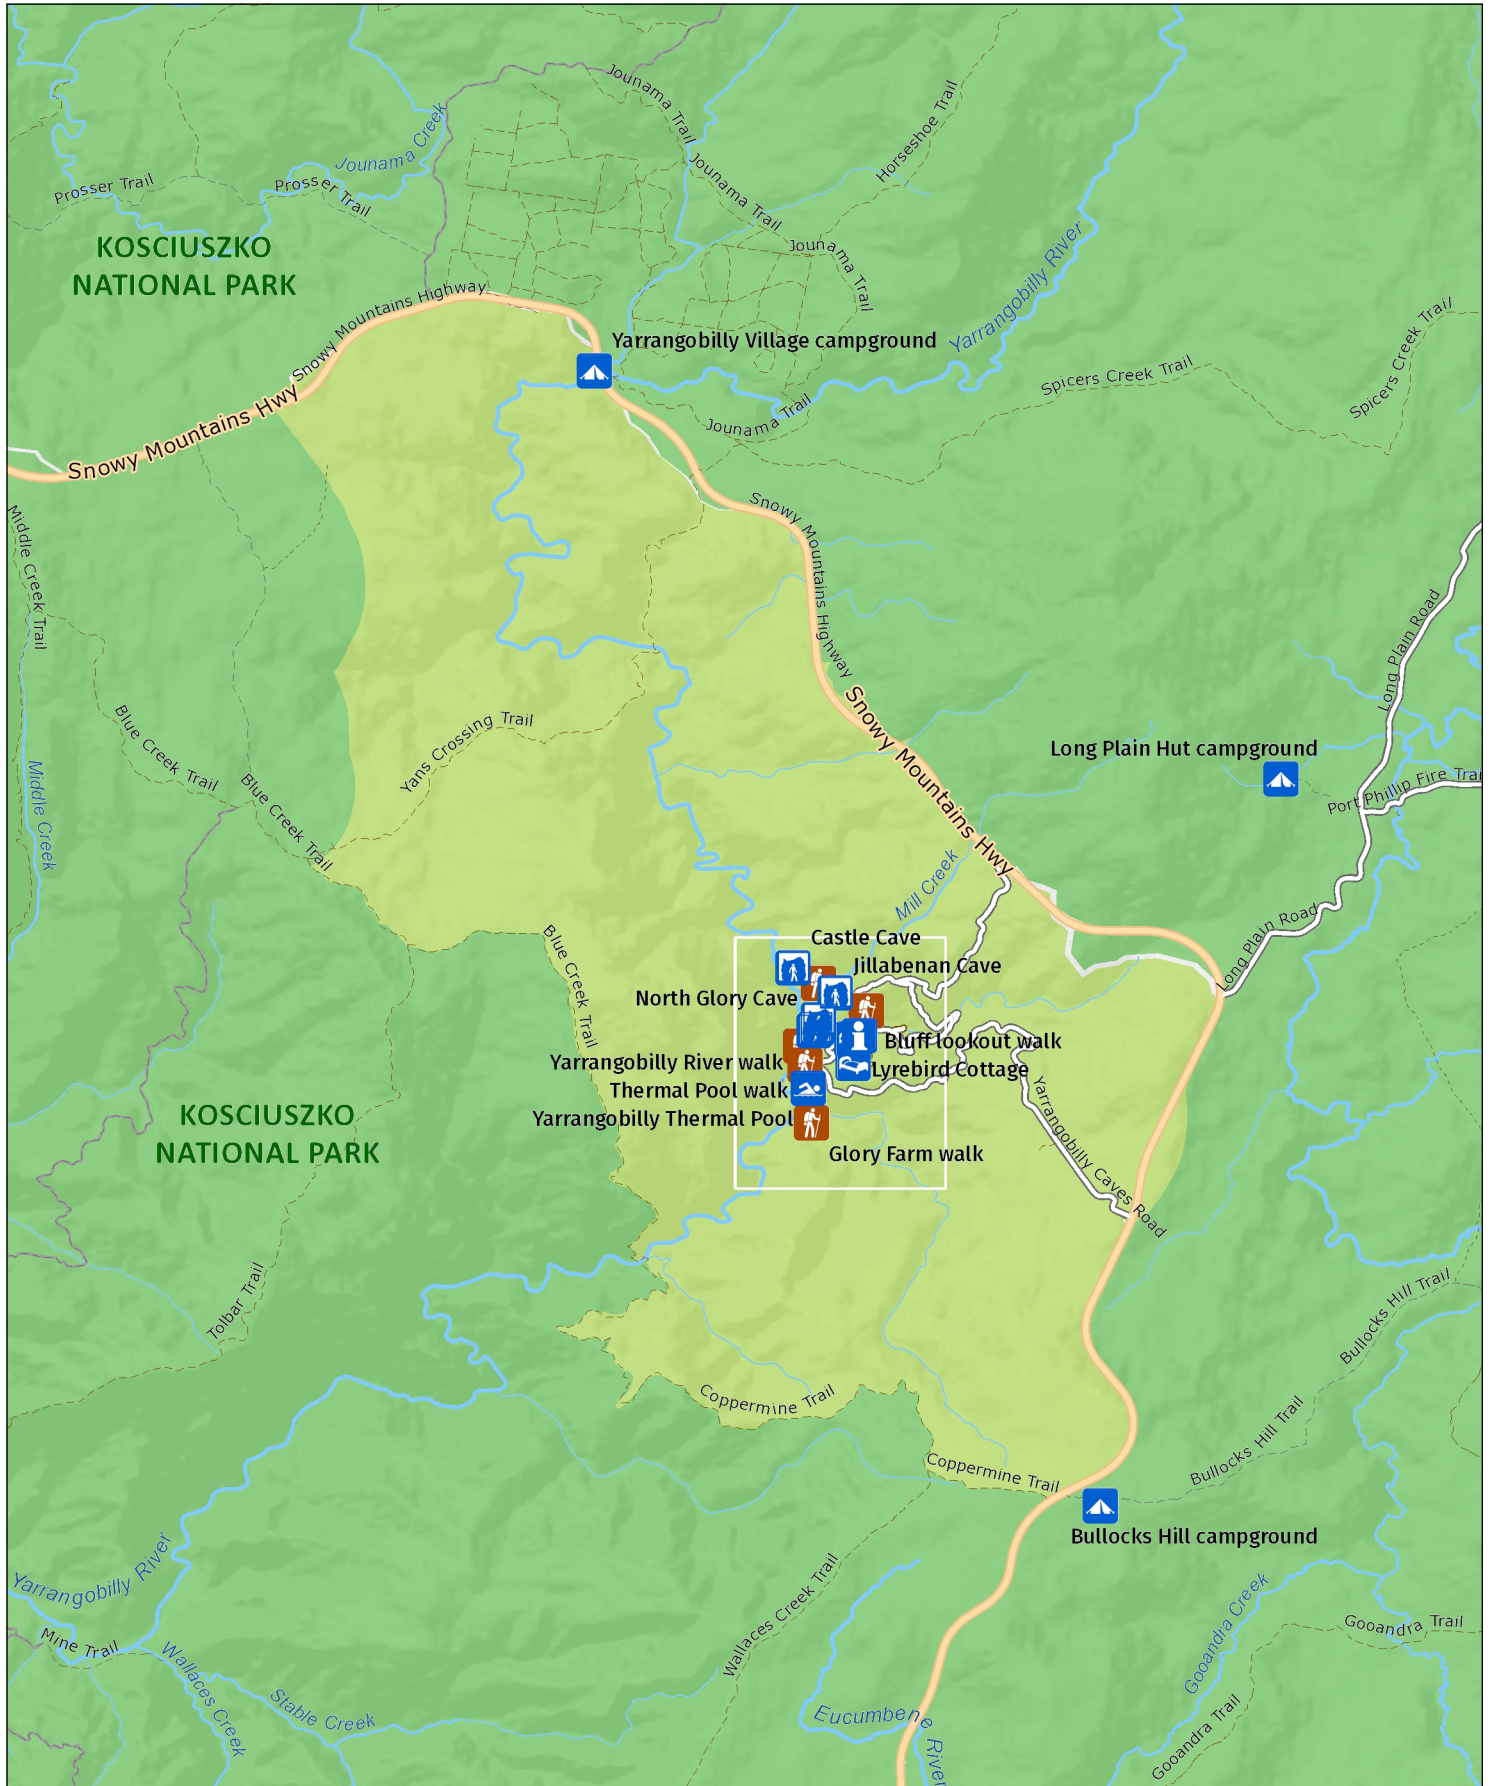 Jounama Trail
Horseshoe Trail
Jounama Creek
Jounama Trail
Prosser Trail
Prosser Trail
KOSCIUSZKO
NATIONAL PARK
Jounama Trail
Yarrangobilly River
Snowy Mountains Highway
Spicers Creek Trail
Yarrangobilly Village campground
Spicers Creek Trail
Snowy Mountains Hwy
Jounama Trail
Middle Creek Trail
Snowy Mountains Highway
Long Plain Road
Blue Creek Trail
Yans Crossing Trail
Snowy Mountains Hwy
Long Plain Hut campground
Middle Creek
Blue Creek Trail
Port Phillip Fire Trai
Mill Creek
Castle Cave
Blue Creek Trail
Long Plain Road
Jillabenan Cave
North Glory Cave
Bluff lookout walk
Yarrangobilly River walk
Lyrebird Cottage
Thermal Pool walk
Yarrangobilly Thermal Pool
KOSCIUSZKO
NATIONAL PARK
Yarrangobilly Caves Road
Glory Farm walk
Tolbar Trail
Bullocks Hill Trail
Coppermine Trail
Bullocks Hill Trail
Coppermine Trail
Bullocks Hill campground
Yarrangobilly River
Wallaces Creek Trail
Gooandra Creek
Mine Trail
Gooandra Trail
Wallaces Creek
Stable Creek
Eucumbene River
Gooandra Trail